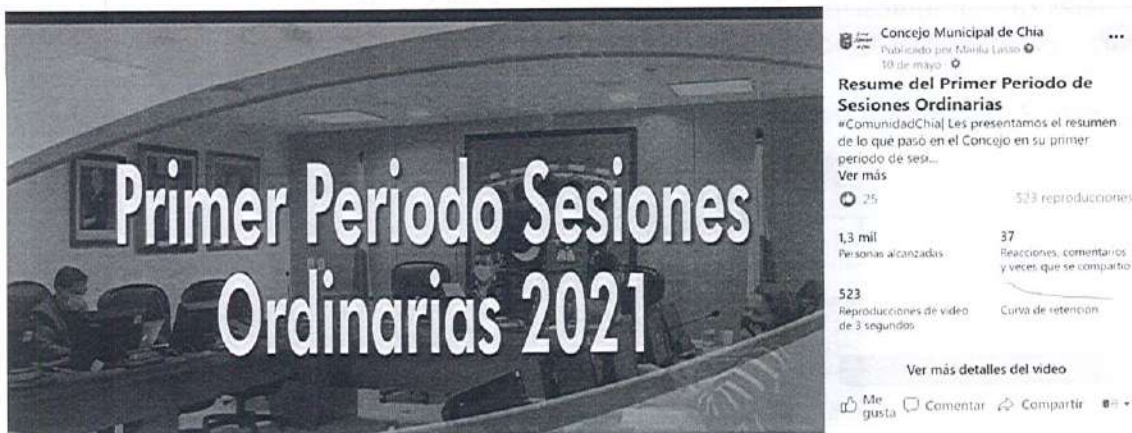 Primer Periodo Sesiones
Ordinarias 2021
Concejo Municipal de Chía
Publicado por Marilu Lasso
10 de mayo
Resume del Primer Periodo de
Sesiones Ordinarias
#ComunidadChia| Les presentamos el resumen
de lo que pasó en el Concejo en su primer
periodo de sesi...
Ver más
25
523 reproducciones
1,3 mil
Personas alcanzadas
37
Reacciones, comentarios
y veces que se compartió
523
Reproducciones de video
de 3 segundos
Curva de retención
Ver más detalles del video
Me
gusta
Comentar
Compartir